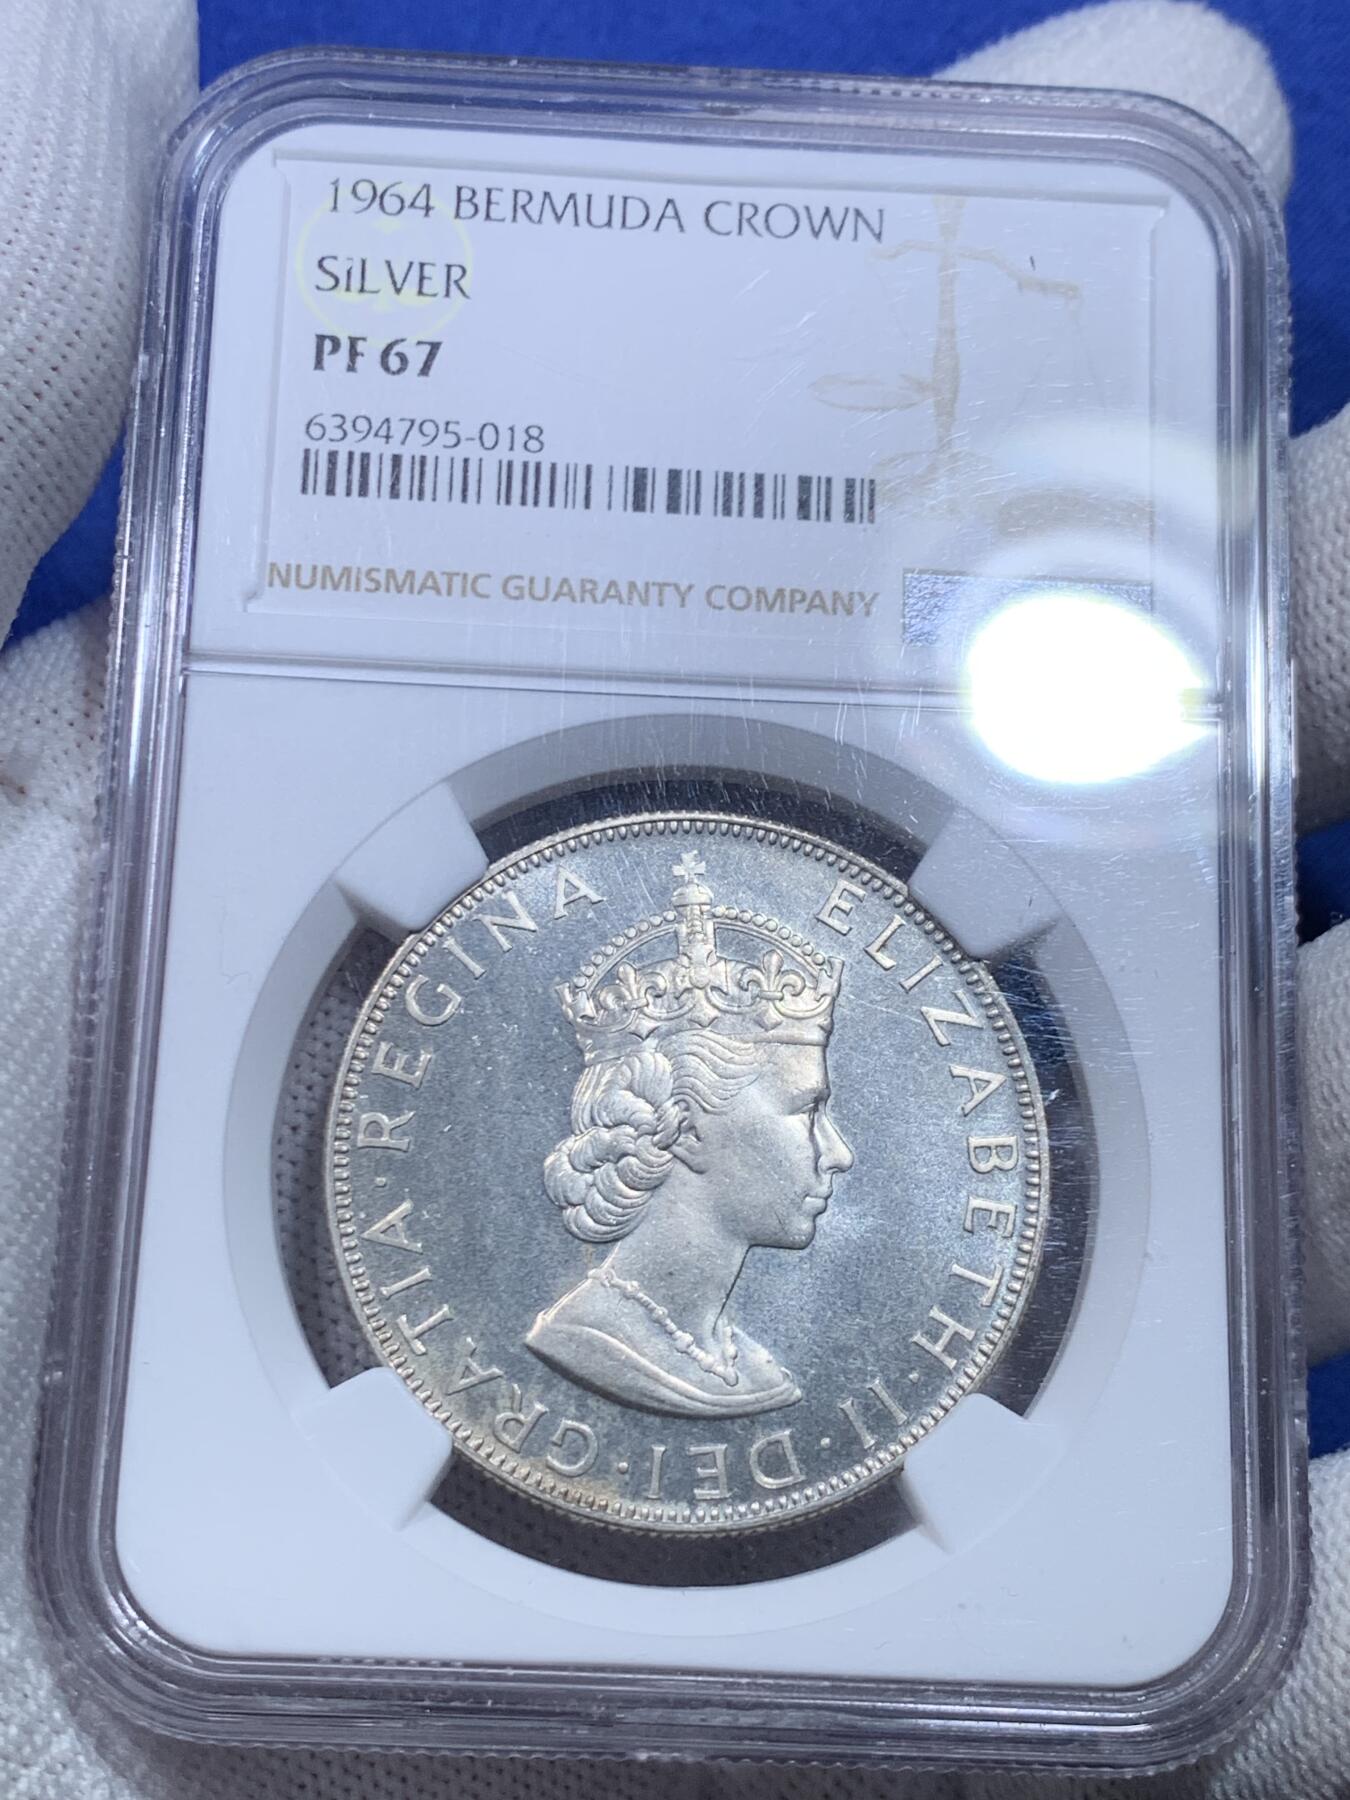 1964 BERMUDA CROWN
SILVER
PF 67
6394795-018
NUMISMATIC GUARANTY COMPANY
ELIZABETH·II·DEI·GRATIA·REGINA